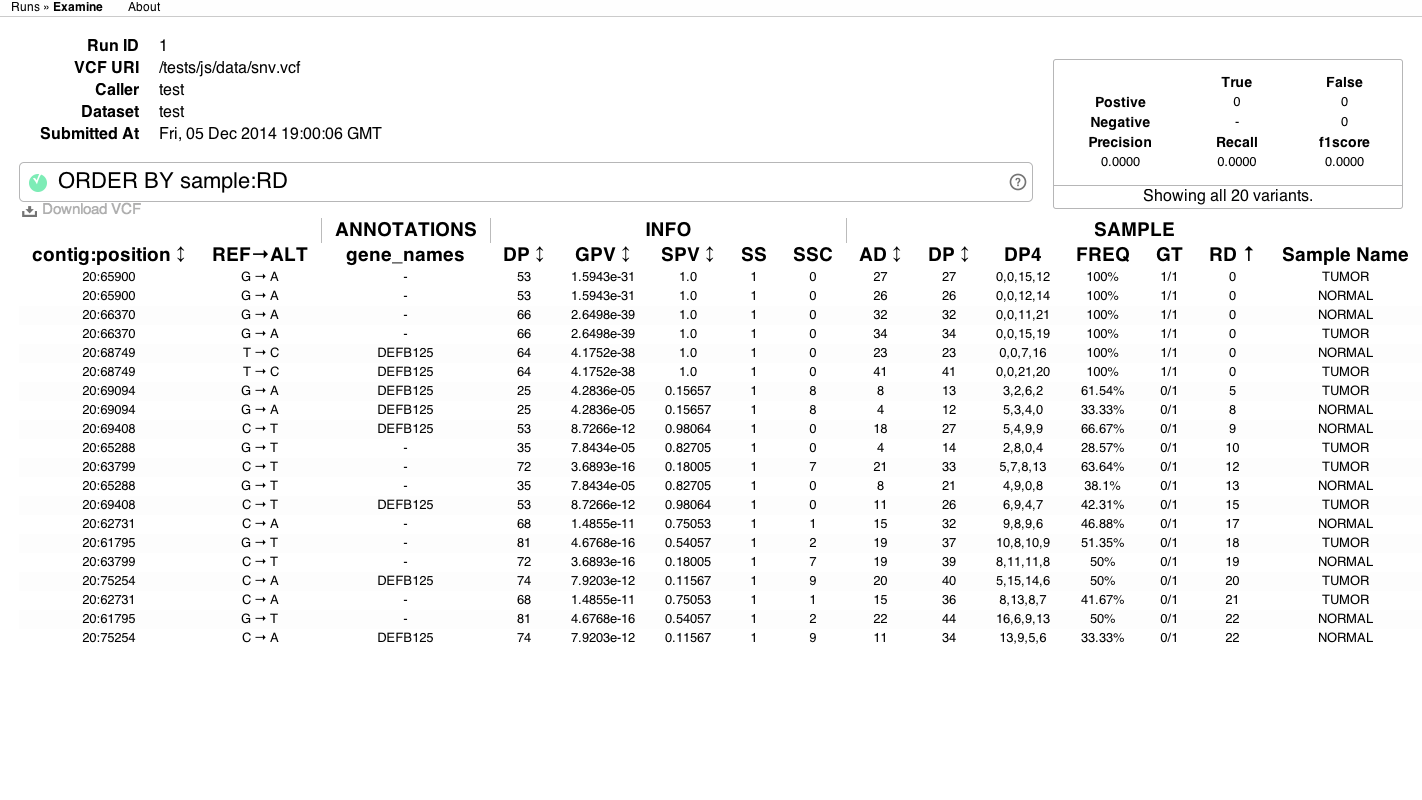 Runs » Examine About
Run ID 1
VCF URI /tests/js/data/snv.vcf
Caller test
Dataset test
Submitted At Fri, 05 Dec 2014 19:00:06 GMT
True False
Postive 0 0
Negative - 0
Precision Recall f1score
0.0000 0.0000 0.0000
Showing all 20 variants.
ORDER BY sample:RD ?
Download VCF
ANNOTATIONS INFO SAMPLE
contig:position ↕ REF→ALT gene_names DP ↕ GPV ↕ SPV ↕ SS SSC AD ↕ DP ↕ DP4 FREQ GT RD ↑ Sample Name
20:65900 G → A - 53 1.5943e-31 1.0 1 0 27 27 0,0,15,12 100% 1/1 0 TUMOR
20:65900 G → A - 53 1.5943e-31 1.0 1 0 26 26 0,0,12,14 100% 1/1 0 NORMAL
20:66370 G → A - 66 2.6498e-39 1.0 1 0 32 32 0,0,11,21 100% 1/1 0 NORMAL
20:66370 G → A - 66 2.6498e-39 1.0 1 0 34 34 0,0,15,19 100% 1/1 0 TUMOR
20:68749 T → C DEFB125 64 4.1752e-38 1.0 1 0 23 23 0,0,7,16 100% 1/1 0 NORMAL
20:68749 T → C DEFB125 64 4.1752e-38 1.0 1 0 41 41 0,0,21,20 100% 1/1 0 TUMOR
20:69094 G → A DEFB125 25 4.2836e-05 0.15657 1 8 8 13 3,2,6,2 61.54% 0/1 5 TUMOR
20:69094 G → A DEFB125 25 4.2836e-05 0.15657 1 8 4 12 5,3,4,0 33.33% 0/1 8 NORMAL
20:69408 C → T DEFB125 53 8.7266e-12 0.98064 1 0 18 27 5,4,9,9 66.67% 0/1 9 NORMAL
20:65288 G → T - 35 7.8434e-05 0.82705 1 0 4 14 2,8,0,4 28.57% 0/1 10 TUMOR
20:63799 C → T - 72 3.6893e-16 0.18005 1 7 21 33 5,7,8,13 63.64% 0/1 12 TUMOR
20:65288 G → T - 35 7.8434e-05 0.82705 1 0 8 21 4,9,0,8 38.1% 0/1 13 NORMAL
20:69408 C → T DEFB125 53 8.7266e-12 0.98064 1 0 11 26 6,9,4,7 42.31% 0/1 15 TUMOR
20:62731 C → A - 68 1.4855e-11 0.75053 1 1 15 32 9,8,9,6 46.88% 0/1 17 NORMAL
20:61795 G → T - 81 4.6768e-16 0.54057 1 2 19 37 10,8,10,9 51.35% 0/1 18 TUMOR
20:63799 C → T - 72 3.6893e-16 0.18005 1 7 19 39 8,11,11,8 50% 0/1 19 NORMAL
20:75254 C → A DEFB125 74 7.9203e-12 0.11567 1 9 20 40 5,15,14,6 50% 0/1 20 TUMOR
20:62731 C → A - 68 1.4855e-11 0.75053 1 1 15 36 8,13,8,7 41.67% 0/1 21 TUMOR
20:61795 G → T - 81 4.6768e-16 0.54057 1 2 22 44 16,6,9,13 50% 0/1 22 NORMAL
20:75254 C → A DEFB125 74 7.9203e-12 0.11567 1 9 11 34 13,9,5,6 33.33% 0/1 22 NORMAL